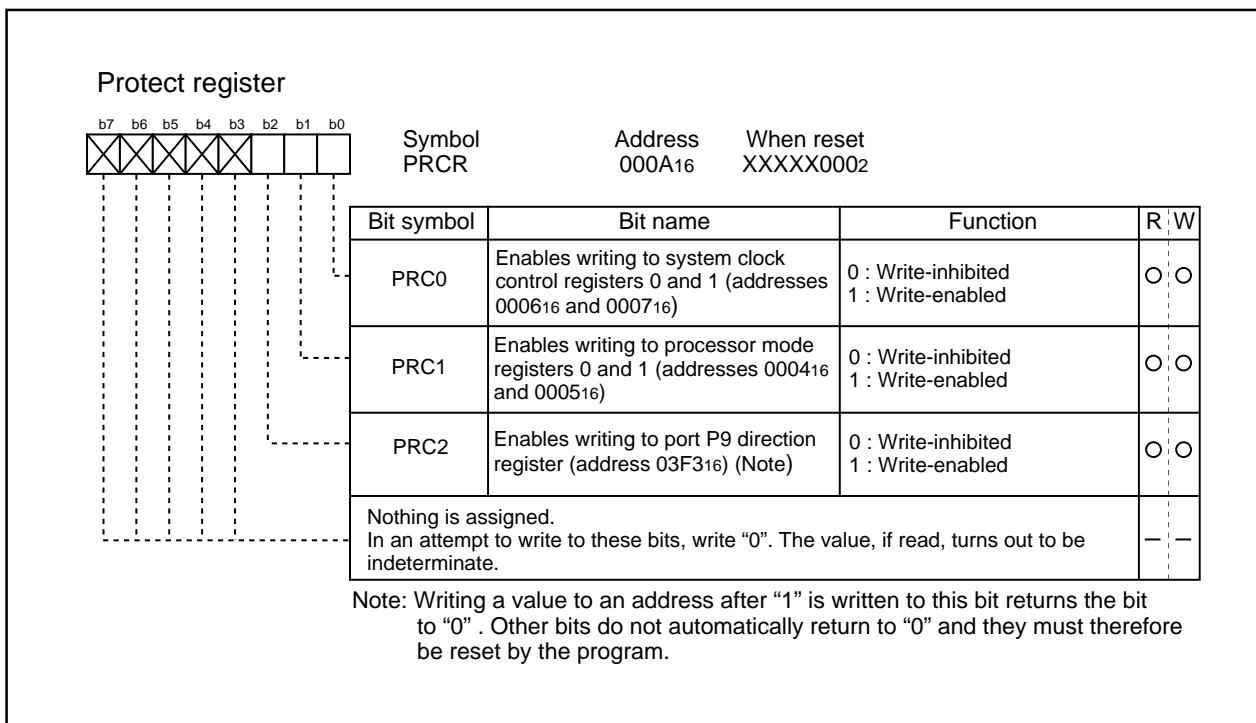 Protect register
b7 b6 b5 b4 b3 b2 b1 b0
Symbol Address When reset
PRCR 000A16 XXXXX0002
Bit symbol Bit name Function R W
PRC0
Enables writing to system clock
control registers 0 and 1 (addresses
000616 and 000716)
0 : Write-inhibited
1 : Write-enabled
PRC1
Enables writing to processor mode
registers 0 and 1 (addresses 000416
and 000516)
0 : Write-inhibited
1 : Write-enabled
PRC2
Enables writing to port P9 direction
register (address 03F316) (Note)
0 : Write-inhibited
1 : Write-enabled
Nothing is assigned.
In an attempt to write to these bits, write “0”. The value, if read, turns out to be
indeterminate.
Note: Writing a value to an address after “1” is written to this bit returns the bit
to “0” . Other bits do not automatically return to “0” and they must therefore
be reset by the program.